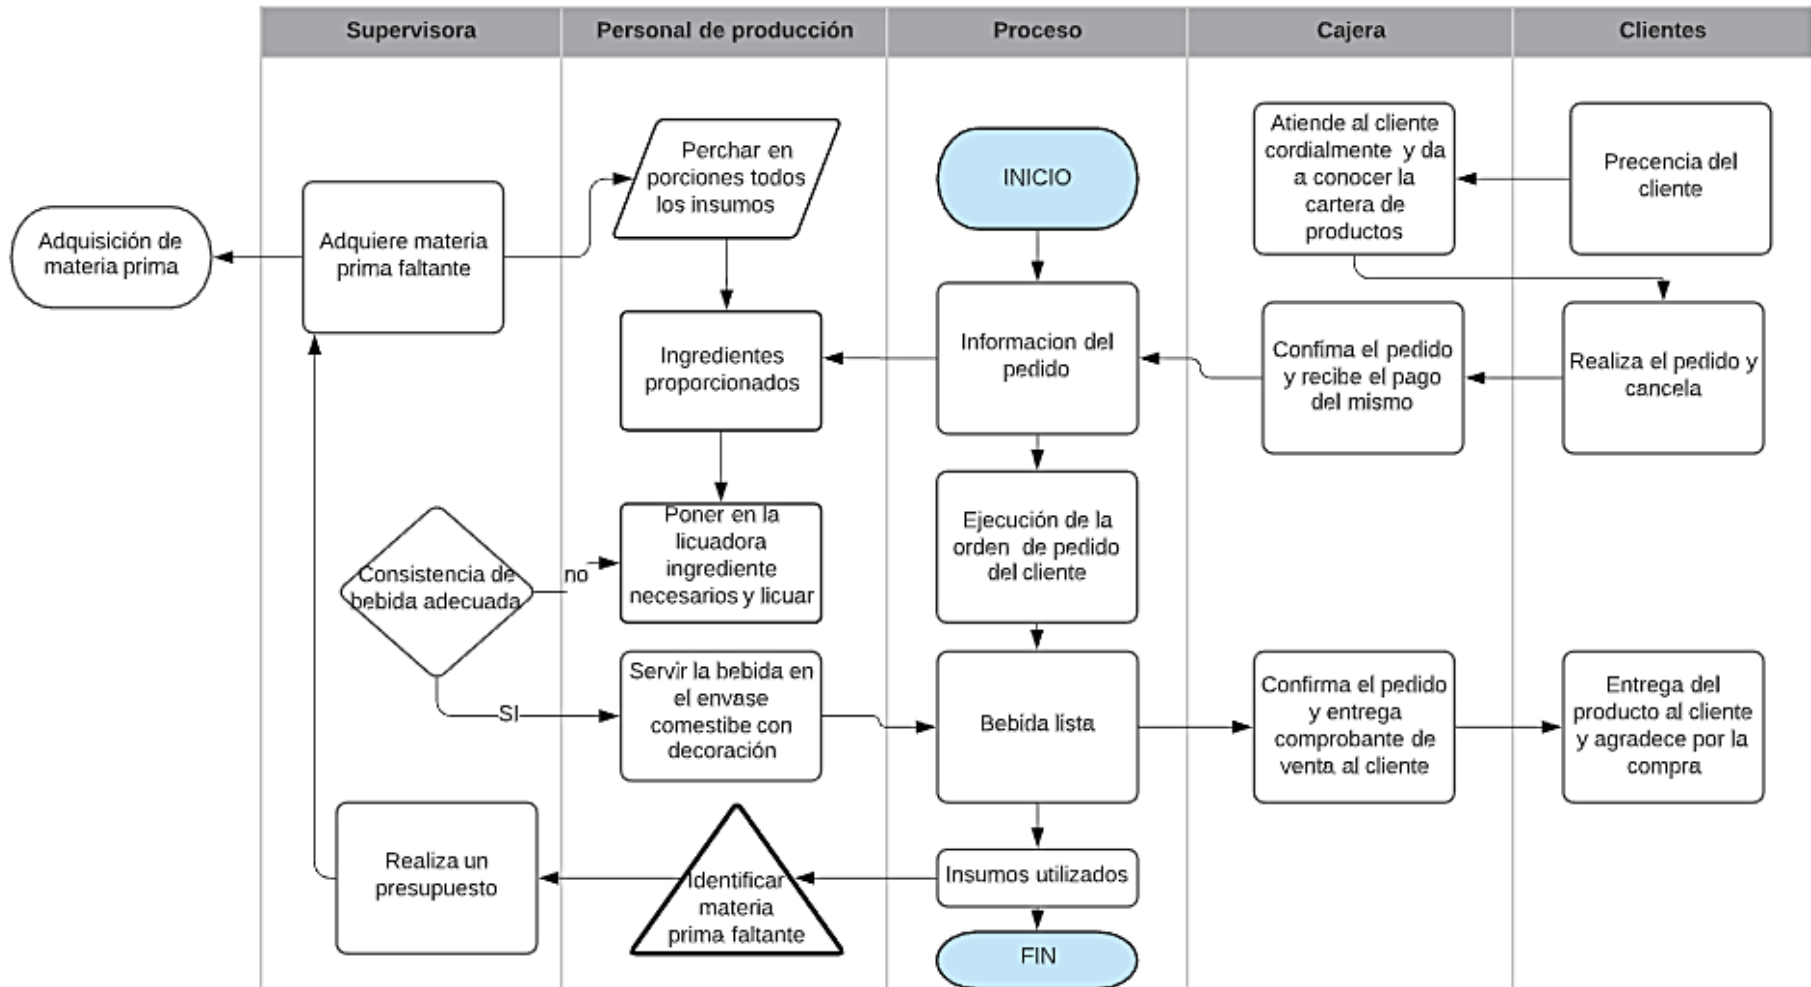 Supervisora
Personal de producción
Proceso
Cajera
Clientes
Adquisición de
materia prima
Adquiere materia
prima faltante
Perchar en
porciones todos
los insumos
INICIO
Atiende al cliente
cordialmente y da
a conocer la
cartera de
productos
Precencia del
cliente
Ingredientes
proporcionados
Informacion del
pedido
Confima el pedido
y recibe el pago
del mismo
Realiza el pedido y
cancela
Consistencia de
bebida adecuada
no
Poner en la
licuadora
ingrediente
necesarios y licuar
Ejecución de la
orden de pedido
del cliente
SI
Servir la bebida en
el envase
comestibe con
decoración
Bebida lista
Confirma el pedido
y entrega
comprobante de
venta al cliente
Entrega del
producto al cliente
y agradece por la
compra
Realiza un
presupuesto
Identificar
materia
prima faltante
Insumos utilizados
FIN